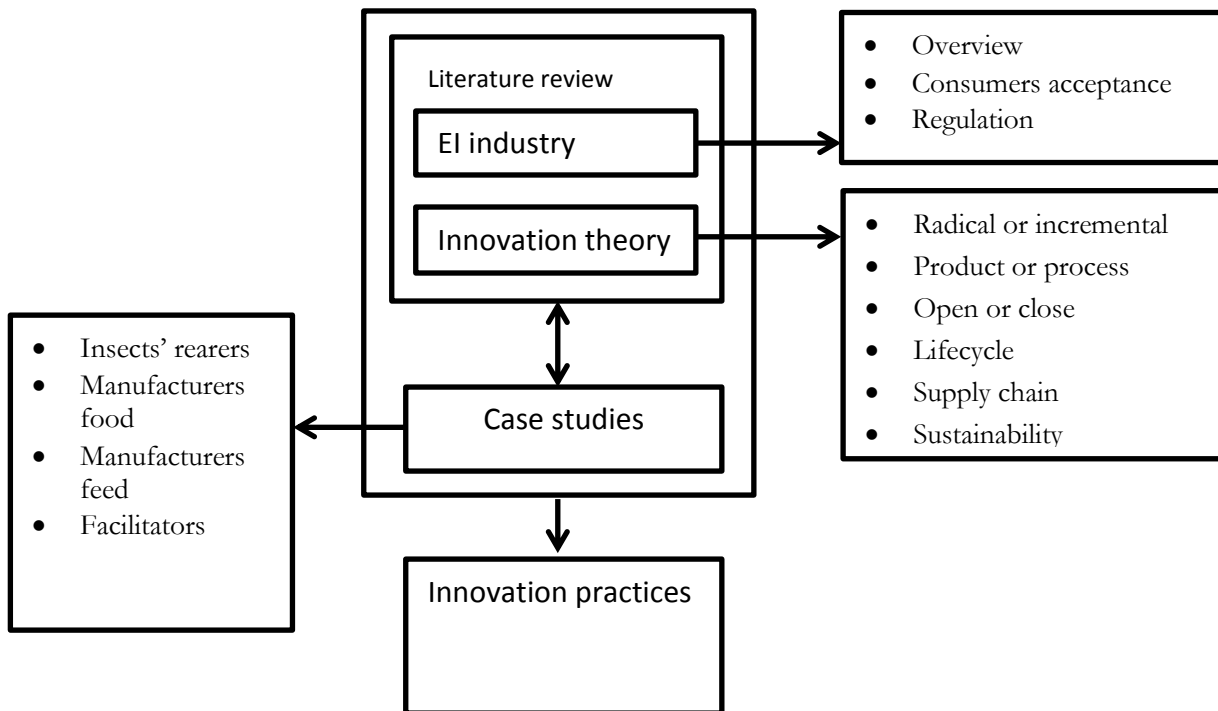 Literature review
EI industry
Innovation theory
Case studies
Innovation practices
• Overview
• Consumers acceptance
• Regulation
• Radical or incremental
• Product or process
• Open or close
• Lifecycle
• Supply chain
• Sustainability
• Insects’ rearers
• Manufacturers
food
• Manufacturers
feed
• Facilitators